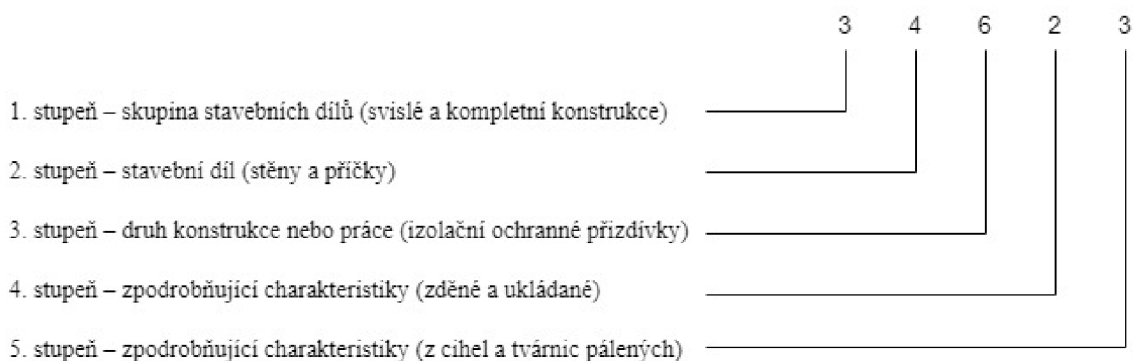 3 4 6 2 3
1. stupeň – skupina stavebních dílů (svislé a kompletní konstrukce)
2. stupeň – stavební díl (stěny a příčky)
3. stupeň – druh konstrukce nebo práce (izolační ochranné přizdívky)
4. stupeň – zpodrobňující charakteristiky (zděné a ukládané)
5. stupeň – zpodrobňující charakteristiky (z cihel a tvárnic pálených)